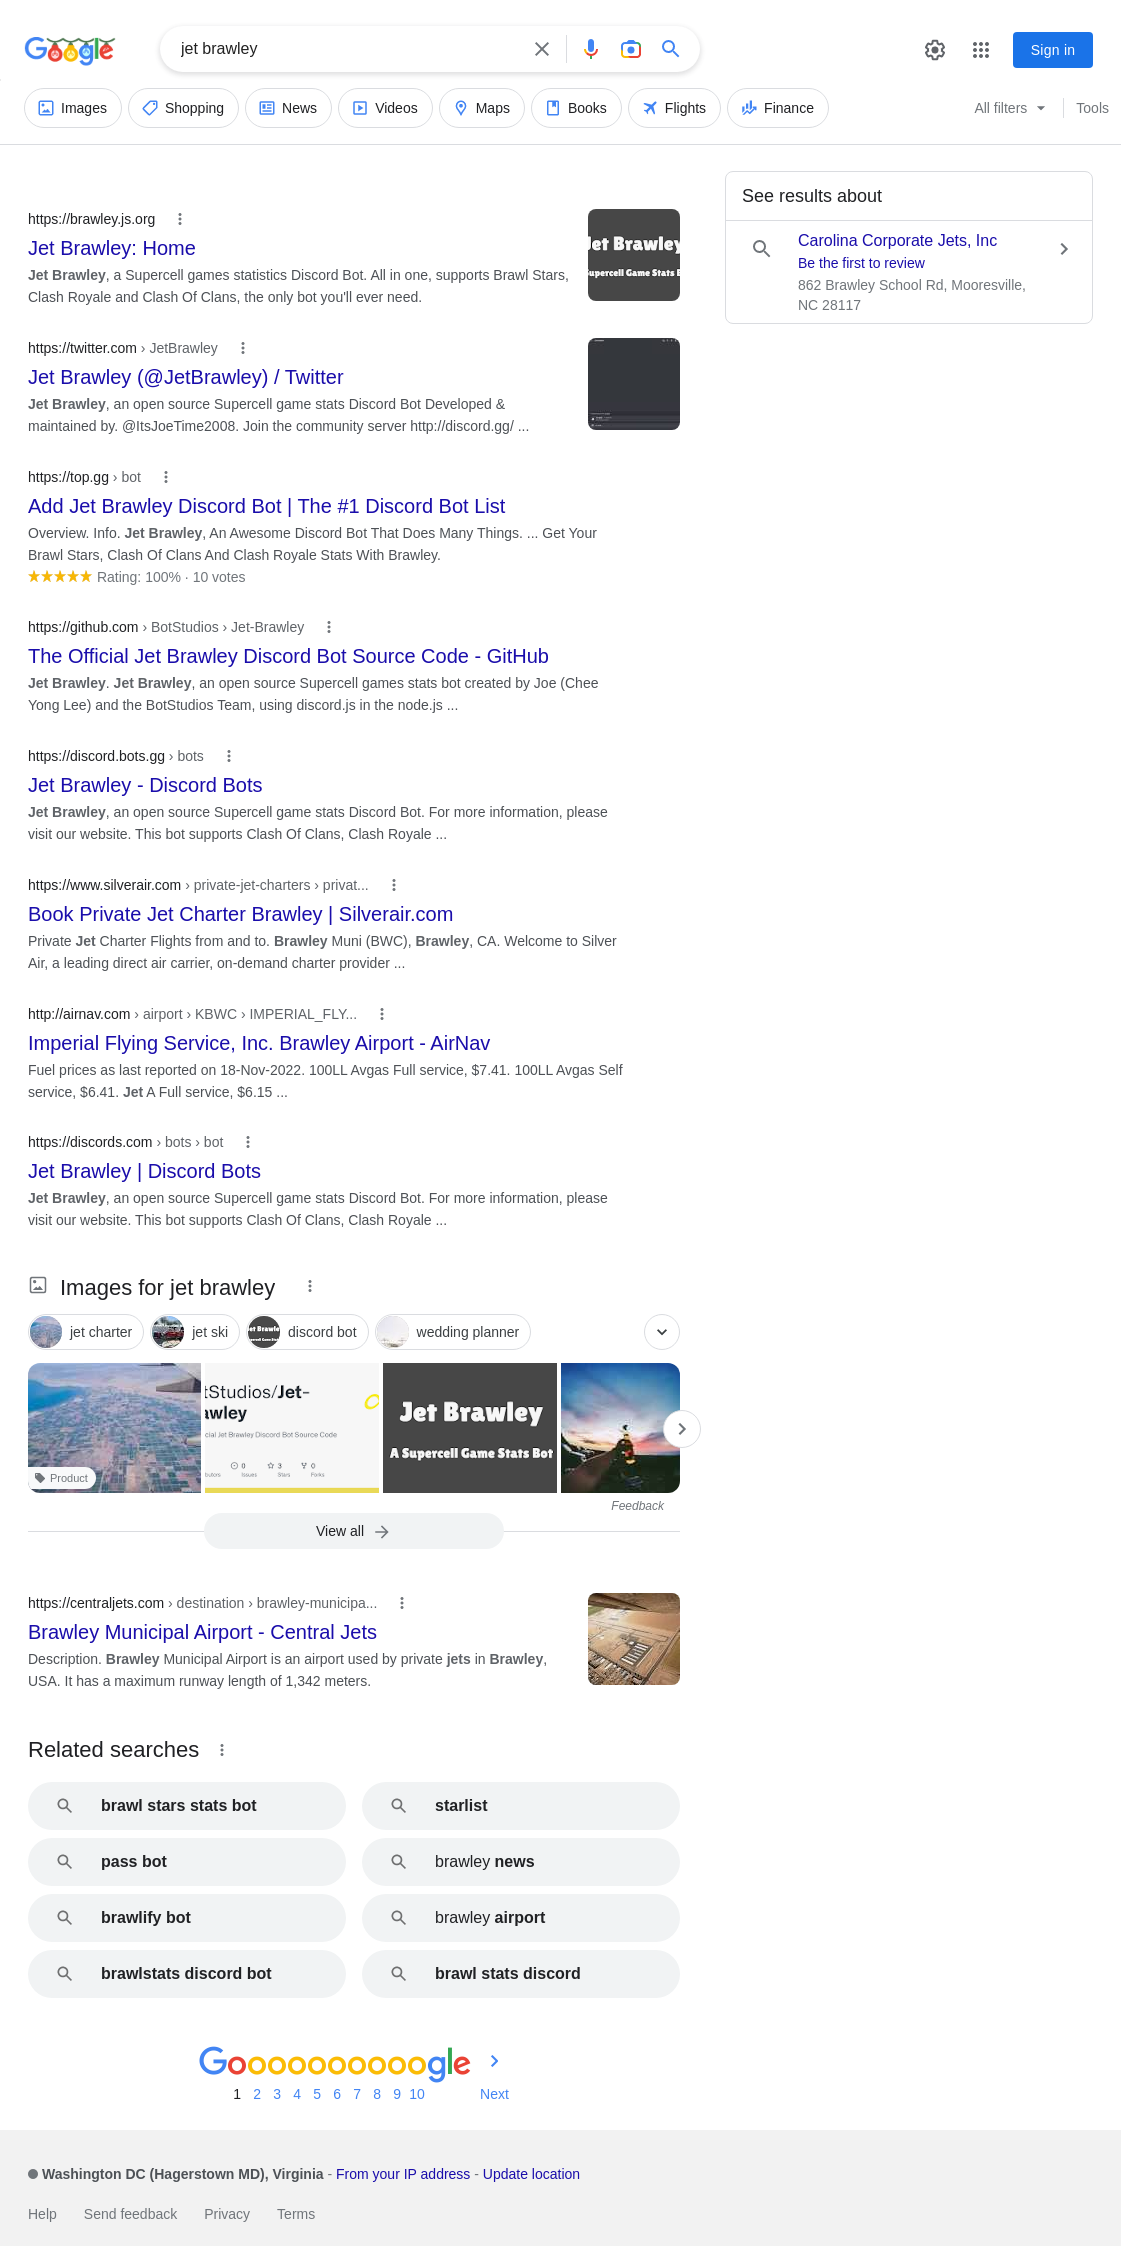 Google
jet brawley
Sign in
Images
Shopping
News
Videos
Maps
Books
Flights
Finance
All filters
Tools
https://brawley.js.org
Jet Brawley: Home
Jet Brawley, a Supercell games statistics Discord Bot. All in one, supports Brawl Stars,
Clash Royale and Clash Of Clans, the only bot you'll ever need.
Jet Brawley
Supercell Game Stats B
See results about
Carolina Corporate Jets, Inc
Be the first to review
862 Brawley School Rd, Mooresville,
NC 28117
https://twitter.com › JetBrawley
Jet Brawley (@JetBrawley) / Twitter
Jet Brawley, an open source Supercell game stats Discord Bot Developed &
maintained by. @ItsJoeTime2008. Join the community server http://discord.gg/ ...
https://top.gg › bot
Add Jet Brawley Discord Bot | The #1 Discord Bot List
Overview. Info. Jet Brawley, An Awesome Discord Bot That Does Many Things. ... Get Your
Brawl Stars, Clash Of Clans And Clash Royale Stats With Brawley.
Rating: 100% · 10 votes
https://github.com › BotStudios › Jet-Brawley
The Official Jet Brawley Discord Bot Source Code - GitHub
Jet Brawley. Jet Brawley, an open source Supercell games stats bot created by Joe (Chee
Yong Lee) and the BotStudios Team, using discord.js in the node.js ...
https://discord.bots.gg › bots
Jet Brawley - Discord Bots
Jet Brawley, an open source Supercell game stats Discord Bot. For more information, please
visit our website. This bot supports Clash Of Clans, Clash Royale ...
https://www.silverair.com › private-jet-charters › privat...
Book Private Jet Charter Brawley | Silverair.com
Private Jet Charter Flights from and to. Brawley Muni (BWC), Brawley, CA. Welcome to Silver
Air, a leading direct air carrier, on-demand charter provider ...
http://airnav.com › airport › KBWC › IMPERIAL_FLY...
Imperial Flying Service, Inc. Brawley Airport - AirNav
Fuel prices as last reported on 18-Nov-2022. 100LL Avgas Full service, $7.41. 100LL Avgas Self
service, $6.41. Jet A Full service, $6.15 ...
https://discords.com › bots › bot
Jet Brawley | Discord Bots
Jet Brawley, an open source Supercell game stats Discord Bot. For more information, please
visit our website. This bot supports Clash Of Clans, Clash Royale ...
Images for jet brawley
jet charter
jet ski
discord bot
wedding planner
Product
tStudios/Jet-
awley
cial Jet Brawley Discord Bot Source Code
0
3
0
butors
Issues
Stars
Forks
Jet Brawley
A Supercell Game Stats Bot
Feedback
View all
https://centraljets.com › destination › brawley-municipa...
Brawley Municipal Airport - Central Jets
Description. Brawley Municipal Airport is an airport used by private jets in Brawley,
USA. It has a maximum runway length of 1,342 meters.
Related searches
brawl stars stats bot
starlist
pass bot
brawley news
brawlify bot
brawley airport
brawlstats discord bot
brawl stats discord
Goooooooooogle
1 2 3 4 5 6 7 8 9 10 Next
Washington DC (Hagerstown MD), Virginia - From your IP address - Update location
Help
Send feedback
Privacy
Terms